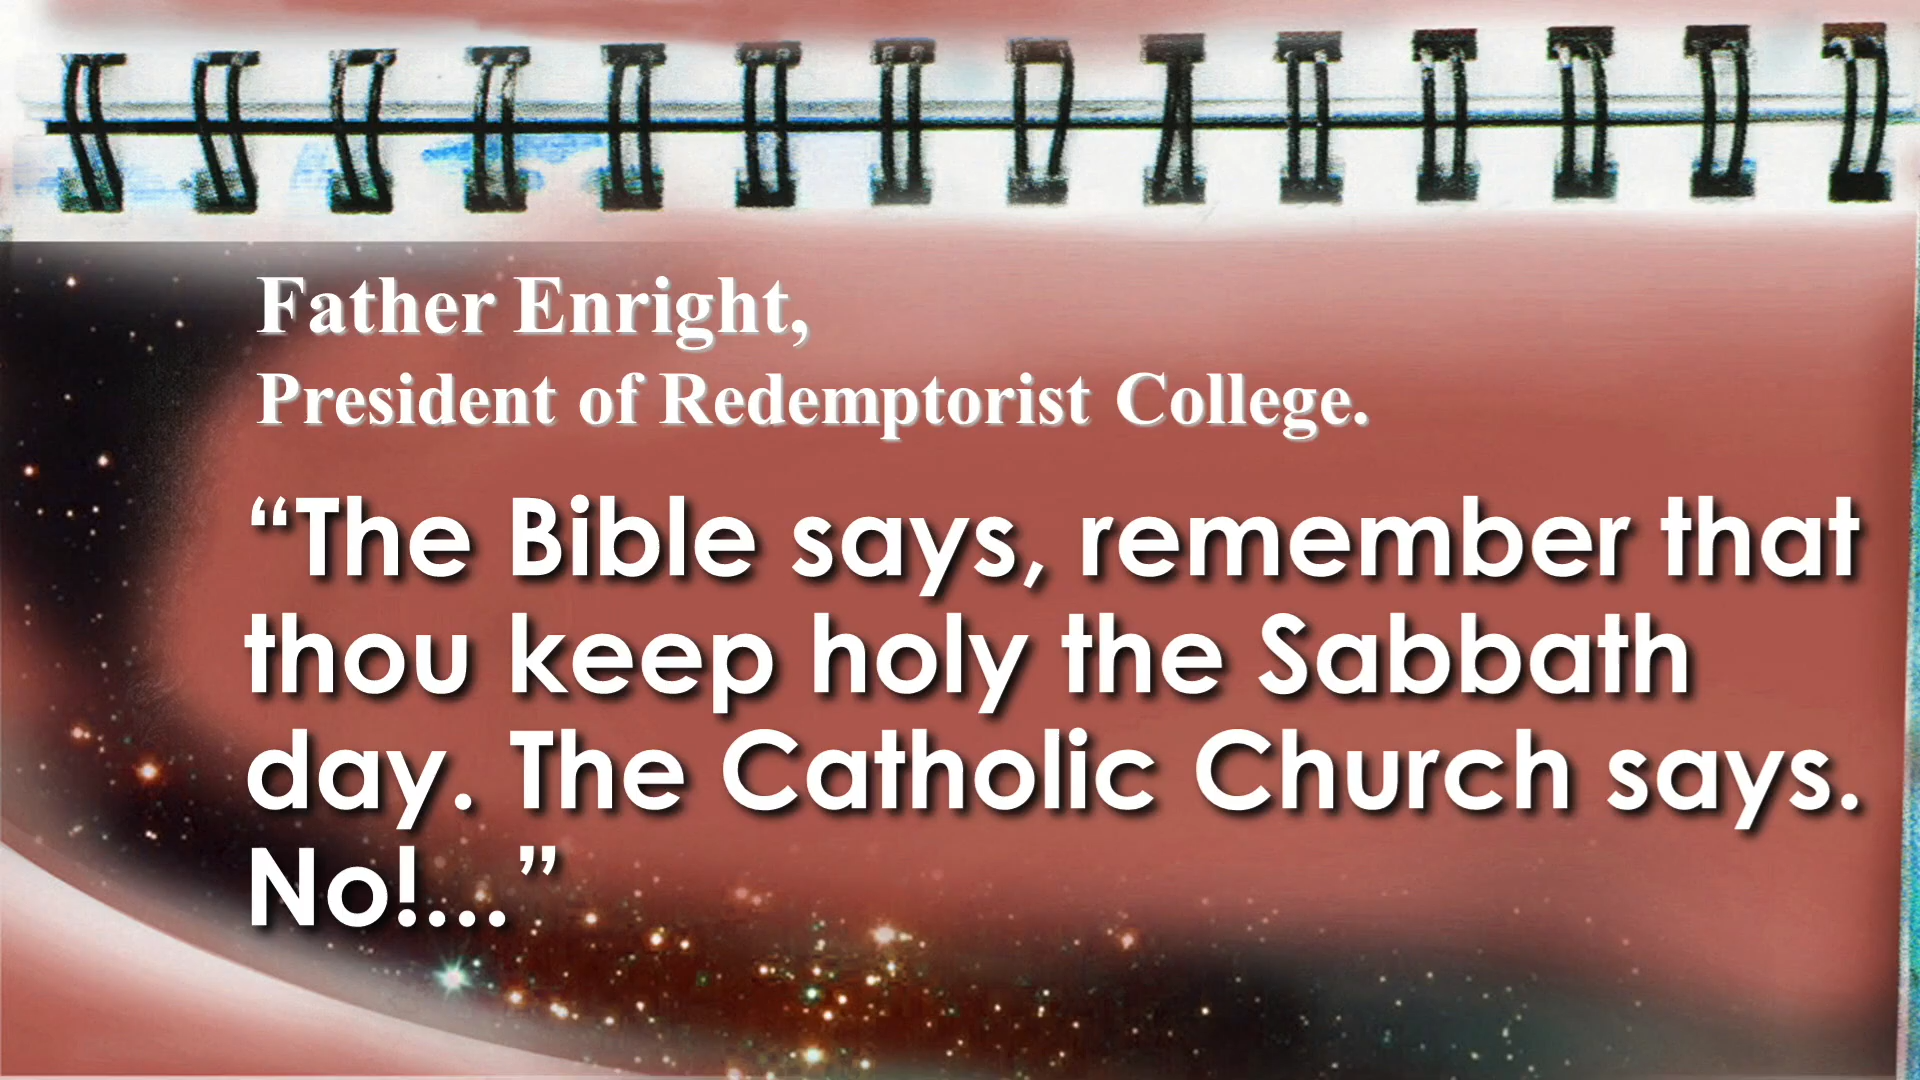 Father Enright,
President of Redemptorist College.
“The Bible says, remember that
thou keep holy the Sabbath
day. The Catholic Church says.
No!...”